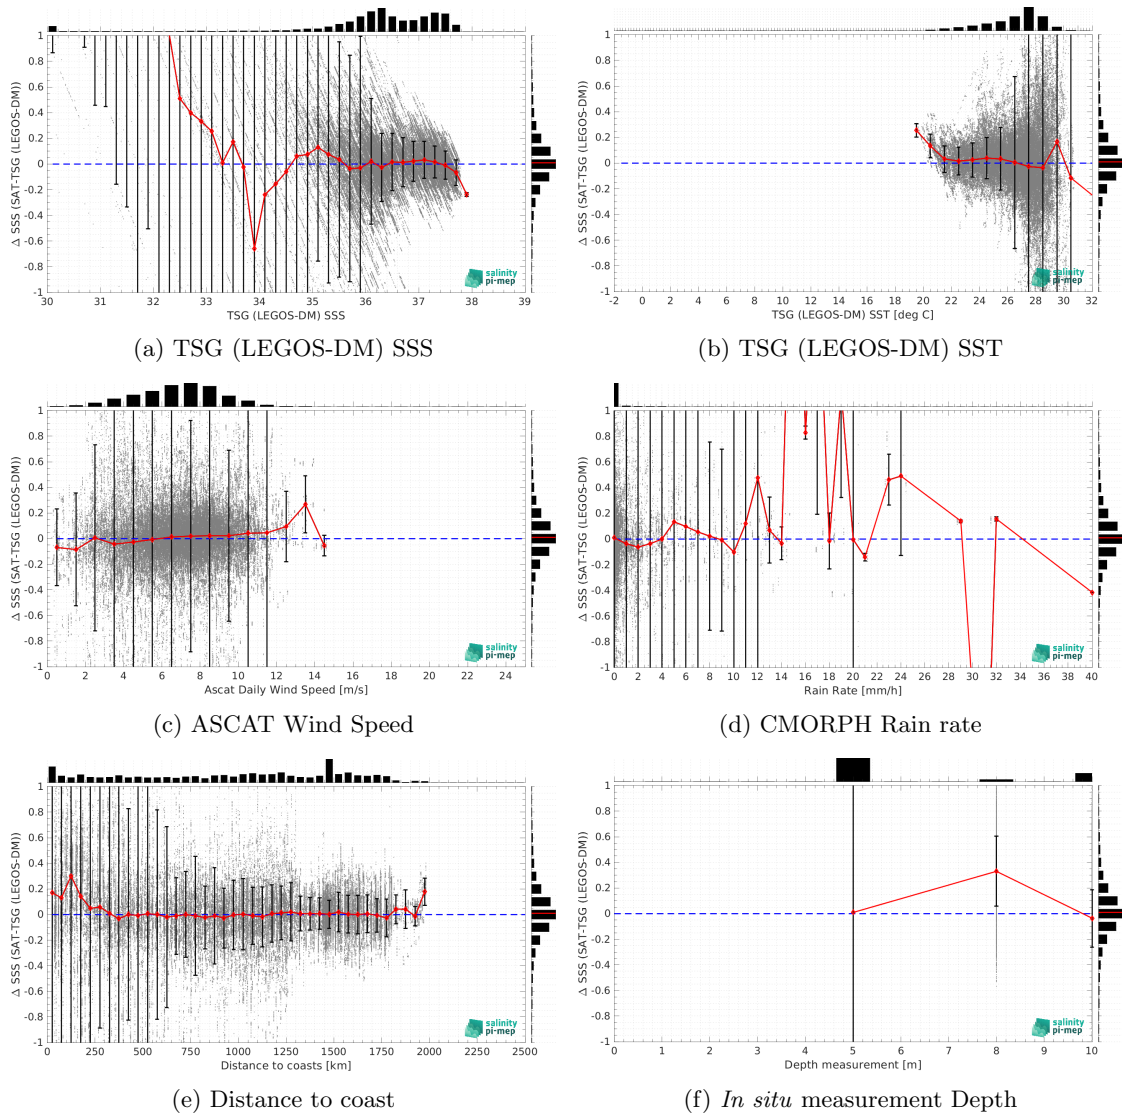 1
0.8
0.6
0.4
0.2
0
-0.2
-0.4
-0.6
-0.8
-1
Δ SSS (SAT-TSG (LEGOS-DM))
salinity
pi-mep
30 31 32 33 34 35 36 37 38 39
TSG (LEGOS-DM) SSS
(a) TSG (LEGOS-DM) SSS
1
0.8
0.6
0.4
0.2
0
-0.2
-0.4
-0.6
-0.8
-1
Δ SSS (SAT-TSG (LEGOS-DM))
salinity
pi-mep
-2 0 2 4 6 8 10 12 14 16 18 20 22 24 26 28 30 32
TSG (LEGOS-DM) SST [deg C]
(b) TSG (LEGOS-DM) SST
1
0.8
0.6
0.4
0.2
0
-0.2
-0.4
-0.6
-0.8
-1
Δ SSS (SAT-TSG (LEGOS-DM))
salinity
pi-mep
0 2 4 6 8 10 12 14 16 18 20 22 24
Ascat Daily Wind Speed [m/s]
(c) ASCAT Wind Speed
1
0.8
0.6
0.4
0.2
0
-0.2
-0.4
-0.6
-0.8
-1
Δ SSS (SAT-TSG (LEGOS-DM))
salinity
pi-mep
0 2 4 6 8 10 12 14 16 18 20 22 24 26 28 30 32 34 36 38 40
Rain Rate [mm/h]
(d) CMORPH Rain rate
1
0.8
0.6
0.4
0.2
0
-0.2
-0.4
-0.6
-0.8
-1
Δ SSS (SAT-TSG (LEGOS-DM))
salinity
pi-mep
0 250 500 750 1000 1250 1500 1750 2000 2250 2500
Distance to coasts [km]
(e) Distance to coast
1
0.8
0.6
0.4
0.2
0
-0.2
-0.4
-0.6
-0.8
-1
Δ SSS (SAT-TSG (LEGOS-DM))
salinity
pi-mep
0 1 2 3 4 5 6 7 8 9 10
Depth measurement [m]
(f) In situ measurement Depth